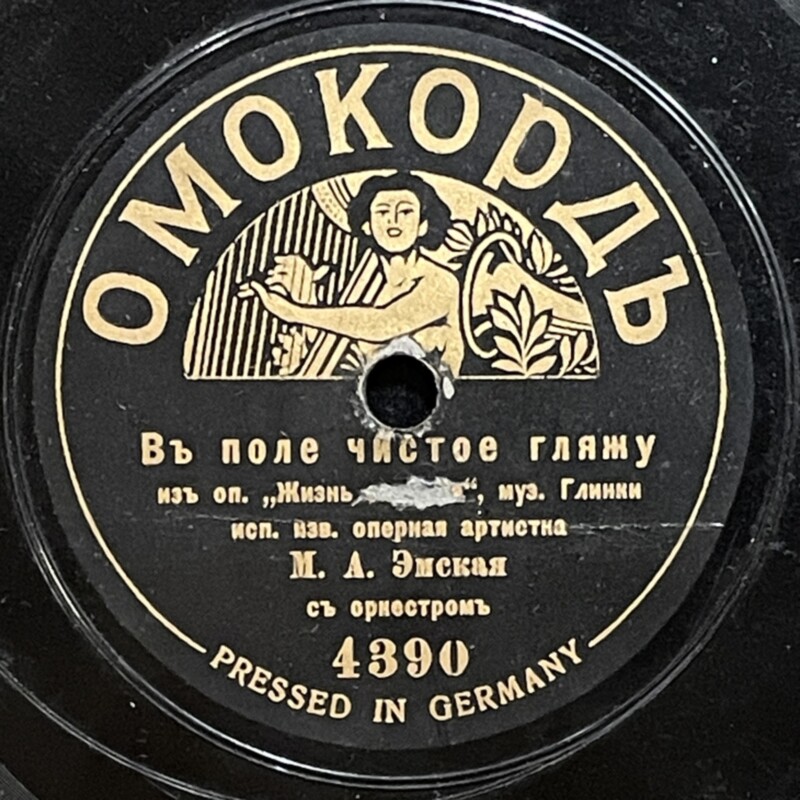 ОМОКОРДЪ
Въ поле чистое гляжу
изъ оп. „Жизнь “, муз. Глинки
исп. изв. оперная артистка
М. А. Эмская
съ оркестромъ
4390
PRESSED IN GERMANY